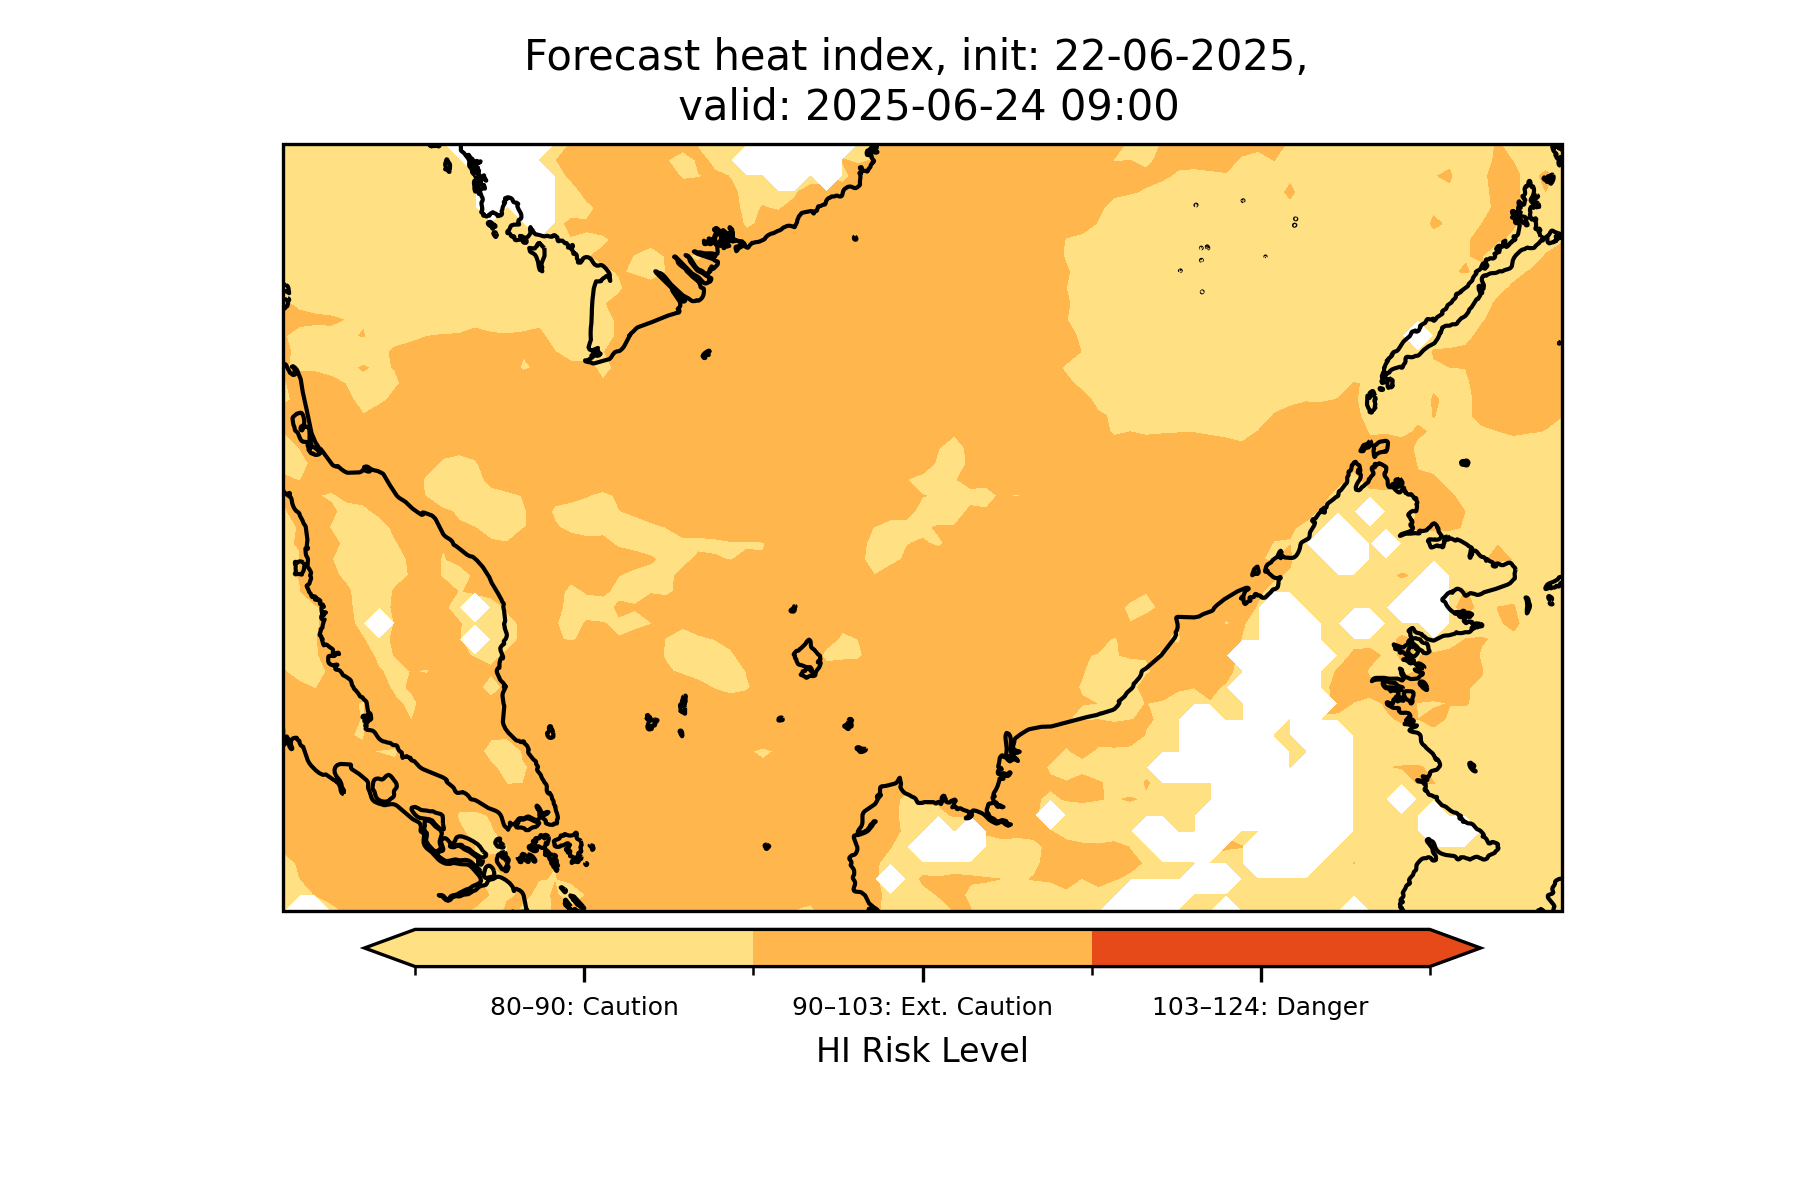 Forecast heat index, init: 22-06-2025,
valid: 2025-06-24 09:00
80–90: Caution
90–103: Ext. Caution
103–124: Danger
HI Risk Level